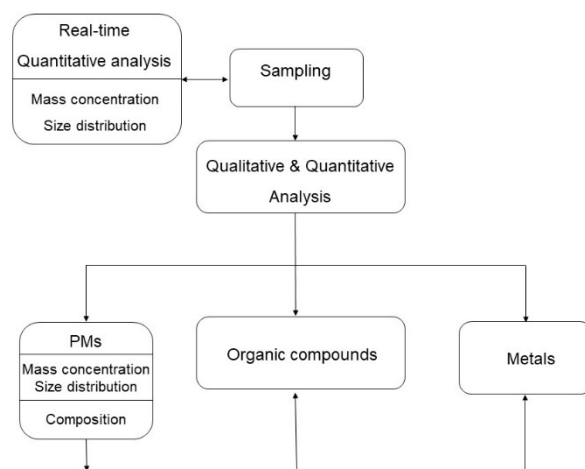 Real-time
Quantitative analysis
Mass concentration
Size distribution
Sampling
Qualitative & Quantitative
Analysis
PMs
Mass concentration
Size distribution
Composition
Organic compounds
Metals